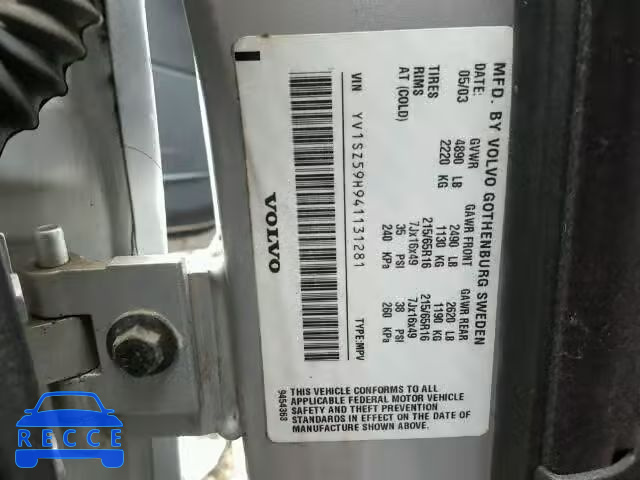 MFD. BY VOLVO GOTHENBURG SWEDEN
DATE: GVWR GAWR FRONT GAWR REAR
05/03 4890 LB 2490 LB 2620 LB
2220 KG 1130 KG 1190 KG
TIRES 215/65R16 215/65R16
RIMS 7Jx16x49 7Jx16x49
AT (COLD) 35 PSI 38 PSI
240 KPa 260 KPa
VIN YV1SZ59H941131281 TYPE:MPV
VOLVO
THIS VEHICLE CONFORMS TO ALL
APPLICABLE FEDERAL MOTOR VEHICLE
SAFETY AND THEFT PREVENTION
STANDARDS IN EFFECT ON THE DATE OF
MANUFACTURE SHOWN ABOVE.
9454363
RECCE